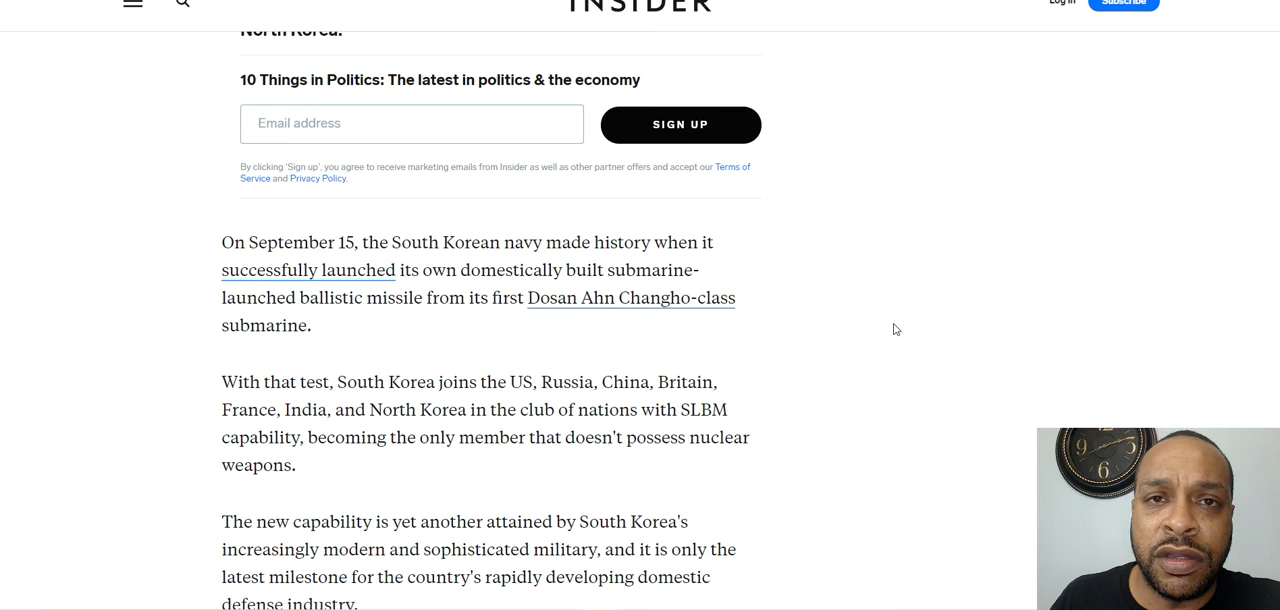 INSIDER
Log in
Subscribe
North Korea.
10 Things in Politics: The latest in politics & the economy
Email address
SIGN UP
By clicking 'Sign up', you agree to receive marketing emails from Insider as well as other partner offers and accept our Terms of
Service and Privacy Policy.
On September 15, the South Korean navy made history when it
successfully launched its own domestically built submarine-
launched ballistic missile from its first Dosan Ahn Changho-class
submarine.
With that test, South Korea joins the US, Russia, China, Britain,
France, India, and North Korea in the club of nations with SLBM
capability, becoming the only member that doesn't possess nuclear
weapons.
The new capability is yet another attained by South Korea's
increasingly modern and sophisticated military, and it is only the
latest milestone for the country's rapidly developing domestic
defense industry.
12
2
3
6
9